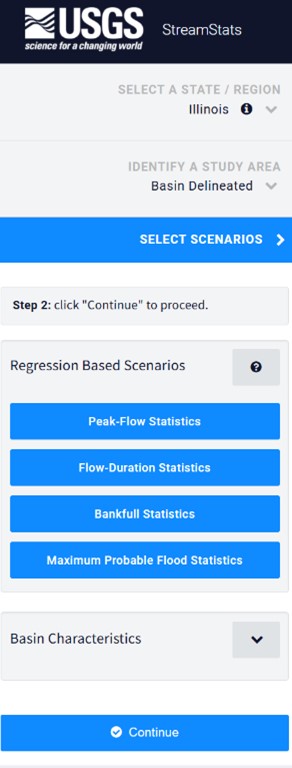 USGS
science for a changing world
StreamStats
SELECT A STATE / REGION
Illinois
IDENTIFY A STUDY AREA
Basin Delineated
SELECT SCENARIOS
Step 2: click "Continue" to proceed.
Regression Based Scenarios
Peak-Flow Statistics
Flow-Duration Statistics
Bankfull Statistics
Maximum Probable Flood Statistics
Basin Characteristics
Continue